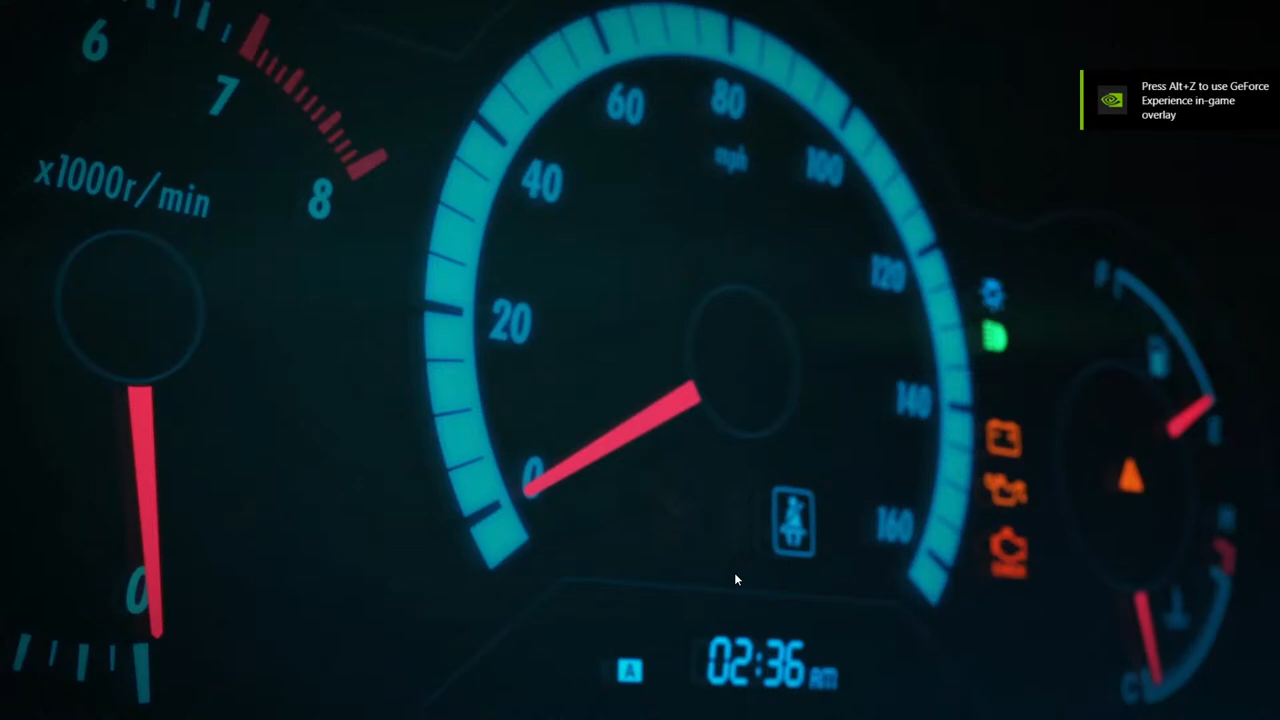 6
7
8
x1000r/min
0
60
80
mph
40
100
20
120
140
0
160
F
E
H
C
A
02:36 AM
Press Alt+Z to use GeForce
Experience in-game
overlay